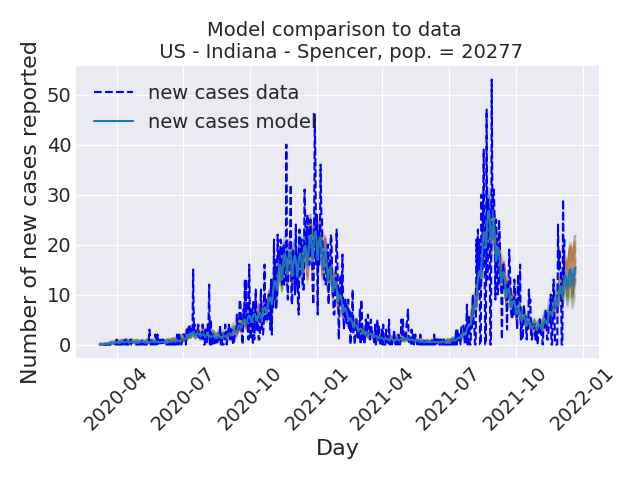 Model comparison to data
US - Indiana - Spencer, pop. = 20277
Number of new cases reported
50
40
30
20
10
0
new cases data
new cases model
2020-04
2020-07
2020-10
2021-01
2021-04
2021-07
2021-10
2022-01
Day